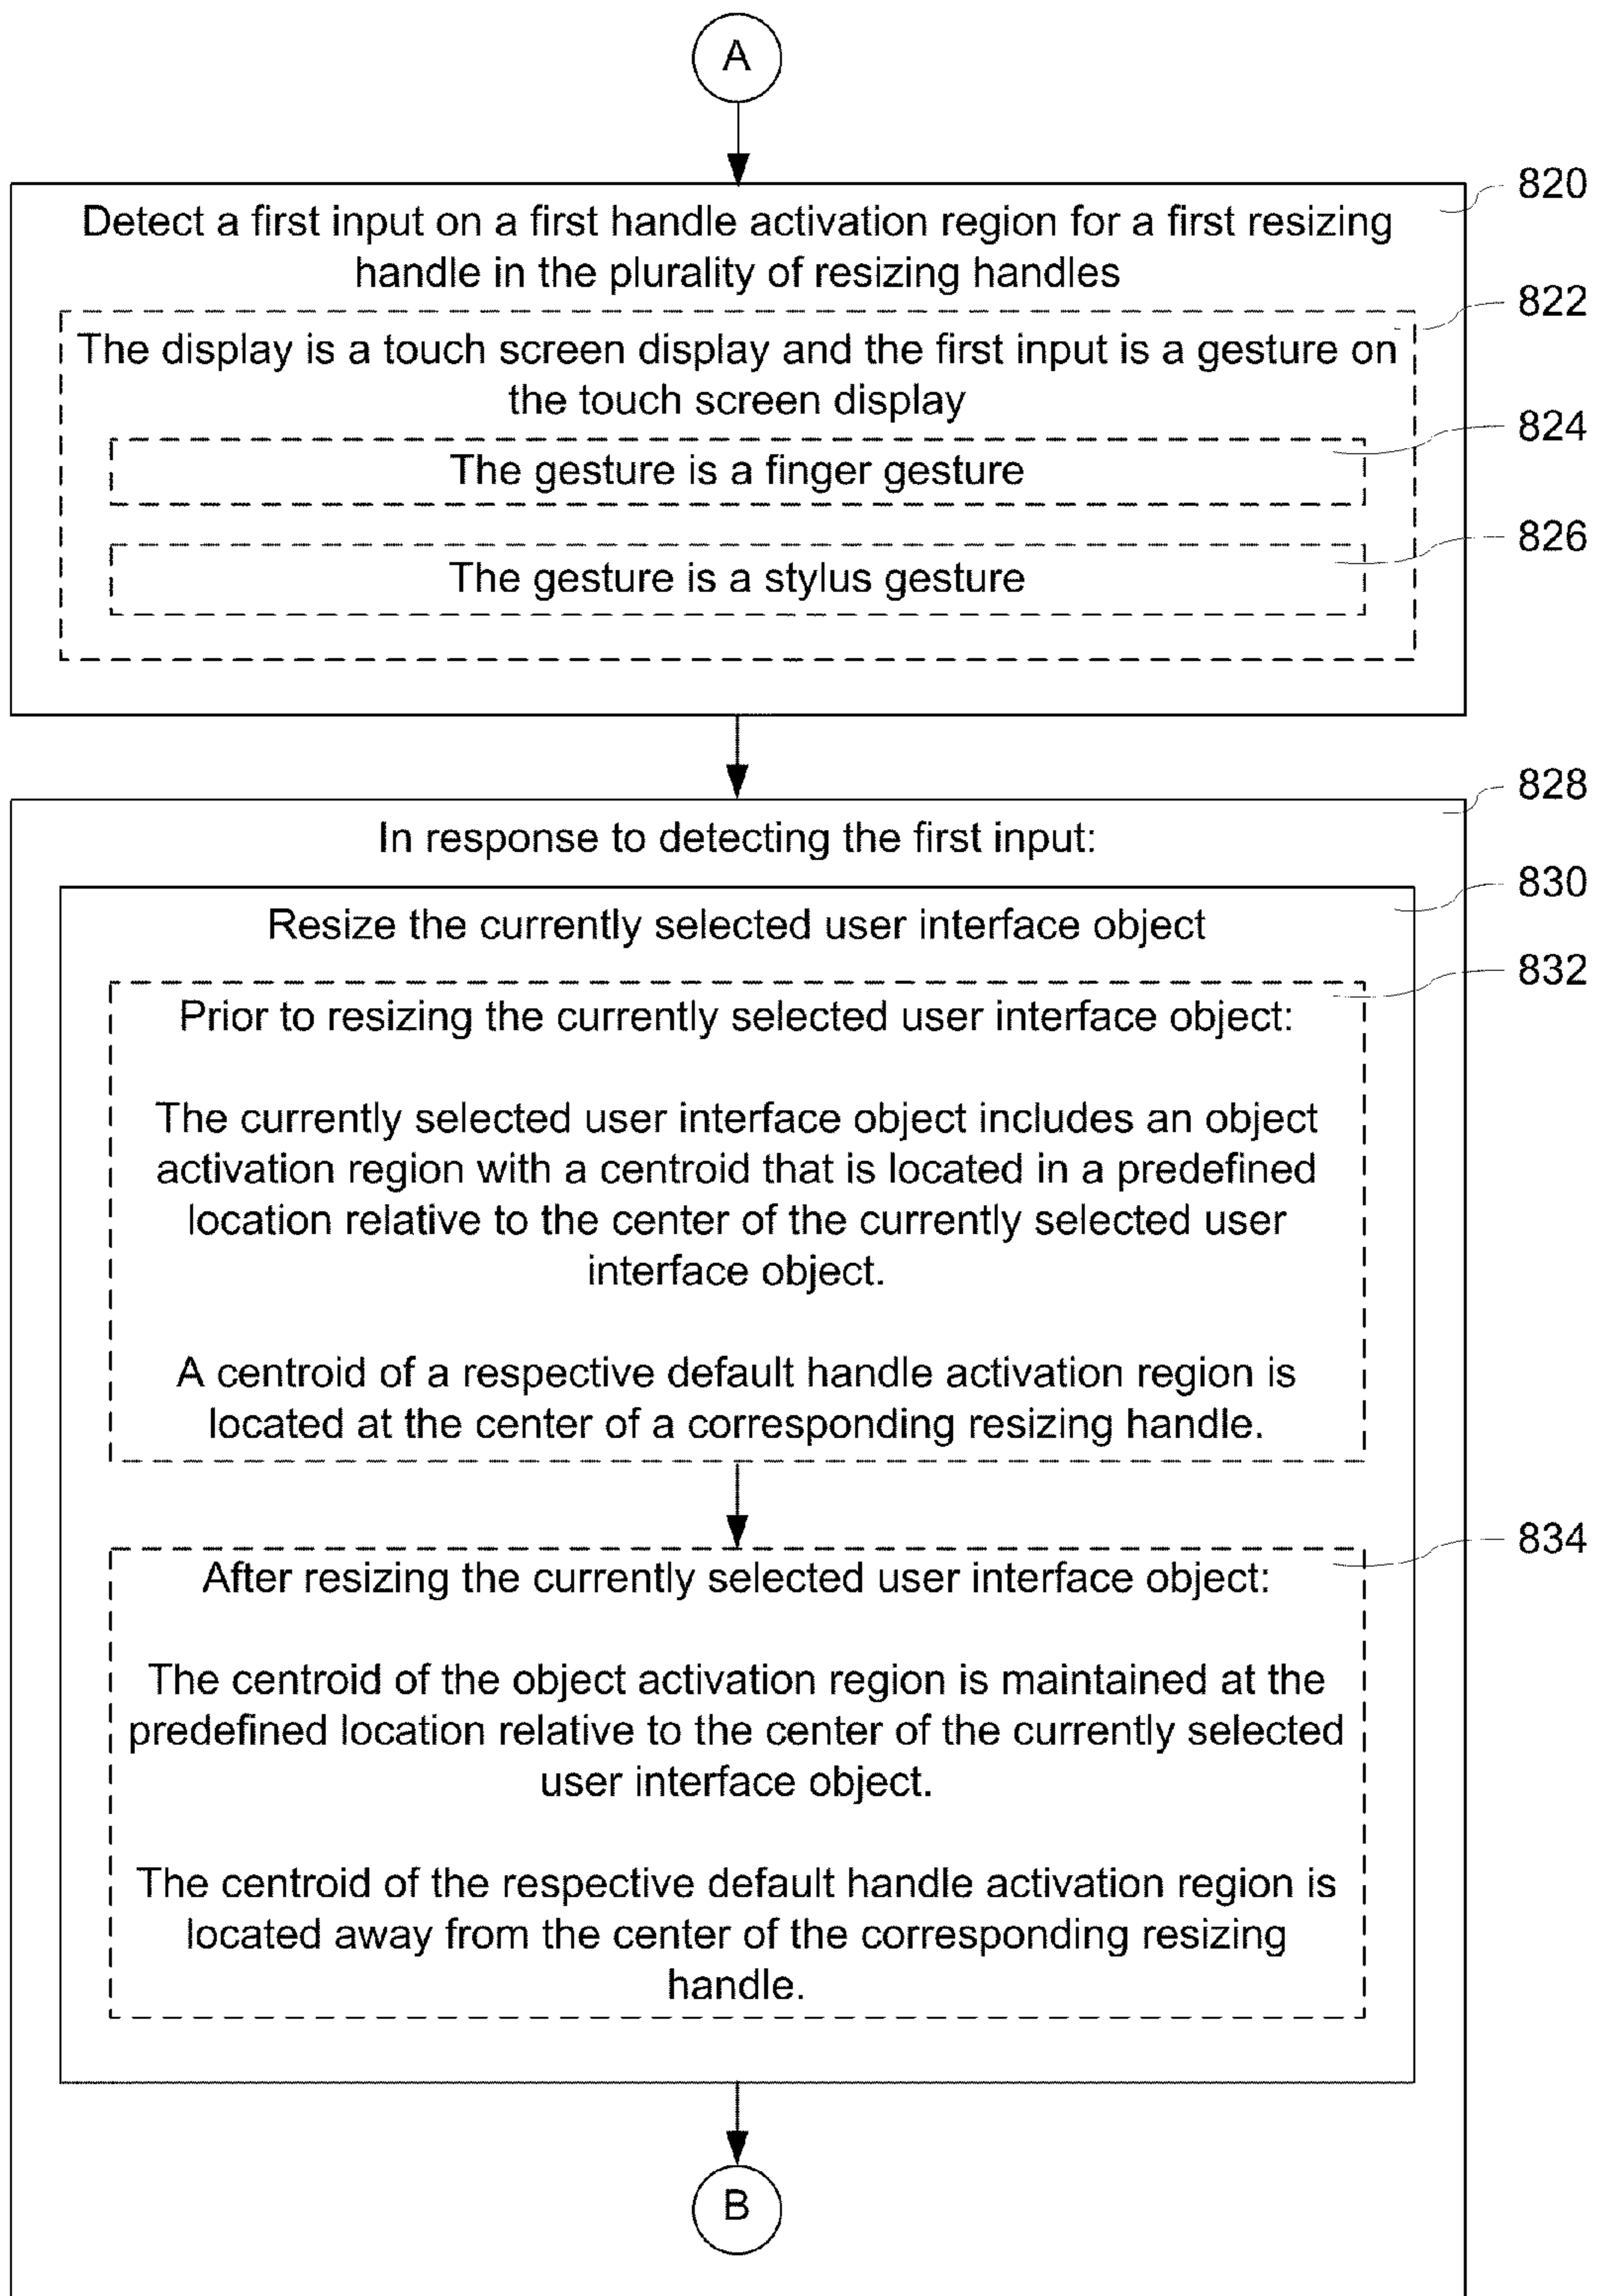 A
820
Detect a first input on a first handle activation region for a first resizing
handle in the plurality of resizing handles
822
The display is a touch screen display and the first input is a gesture on
the touch screen display
824
The gesture is a finger gesture
826
The gesture is a stylus gesture
828
In response to detecting the first input:
830
Resize the currently selected user interface object
832
Prior to resizing the currently selected user interface object:
The currently selected user interface object includes an object
activation region with a centroid that is located in a predefined
location relative to the center of the currently selected user
interface object.
A centroid of a respective default handle activation region is
located at the center of a corresponding resizing handle.
834
After resizing the currently selected user interface object:
The centroid of the object activation region is maintained at the
predefined location relative to the center of the currently selected
user interface object.
The centroid of the respective default handle activation region is
located away from the center of the corresponding resizing
handle.
B